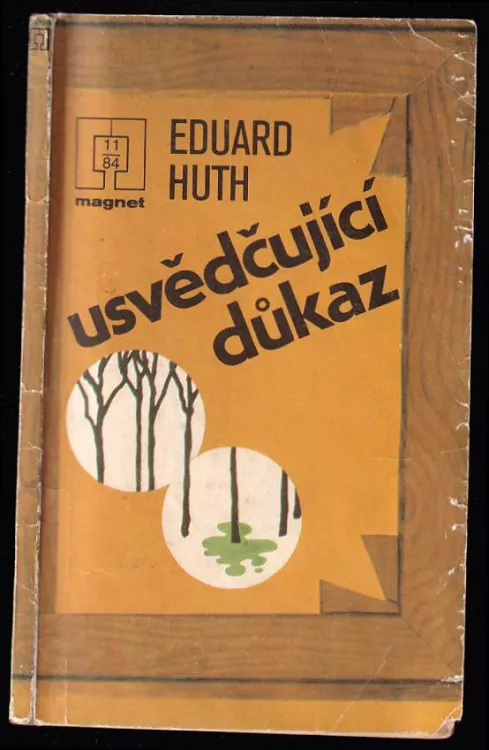 11
84
magnet
EDUARD
HUTH
usvědčující
důkaz